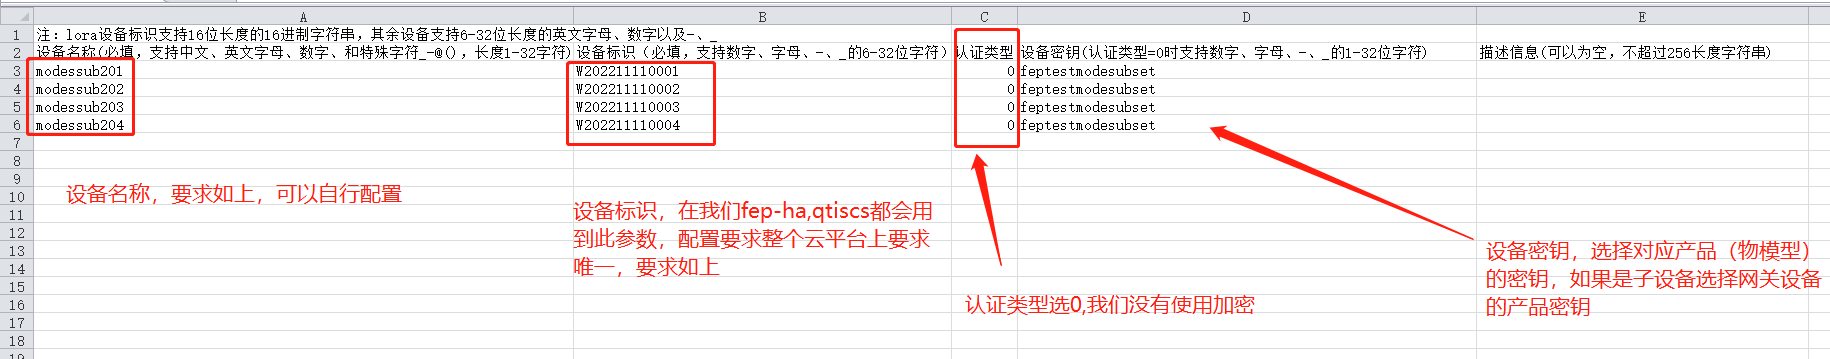 A B C D E
1 注: lora设备标识支持16位长度的16进制字符串, 其余设备支持6-32位长度的英文字母、数字以及-、_
2 设备名称(必填, 支持中文、英文字母、数字、和特殊字符_-@(), 长度1-32字符) 设备标识 (必填, 支持数字、字母、-、_的6-32位字符) 认证类型 设备密钥(认证类型=0时支持数字、字母、-、_的1-32位字符) 描述信息(可以为空, 不超过256长度字符串)
3 modessub201 W202211110001 0 feptestmodesubset
4 modessub202 W202211110002 0 feptestmodesubset
5 modessub203 W202211110003 0 feptestmodesubset
6 modessub204 W202211110004 0 feptestmodesubset
7
8
9
10
11
12
13
14
15
16
17
18
19
设备名称，要求如上，可以自行配置
设备标识，在我们fep-ha,qtiscs都会用
到此参数，配置要求整个云平台上要求
唯一，要求如上
认证类型选0,我们没有使用加密
设备密钥，选择对应产品（物模型）
的密钥，如果是子设备选择网关设备
的产品密钥